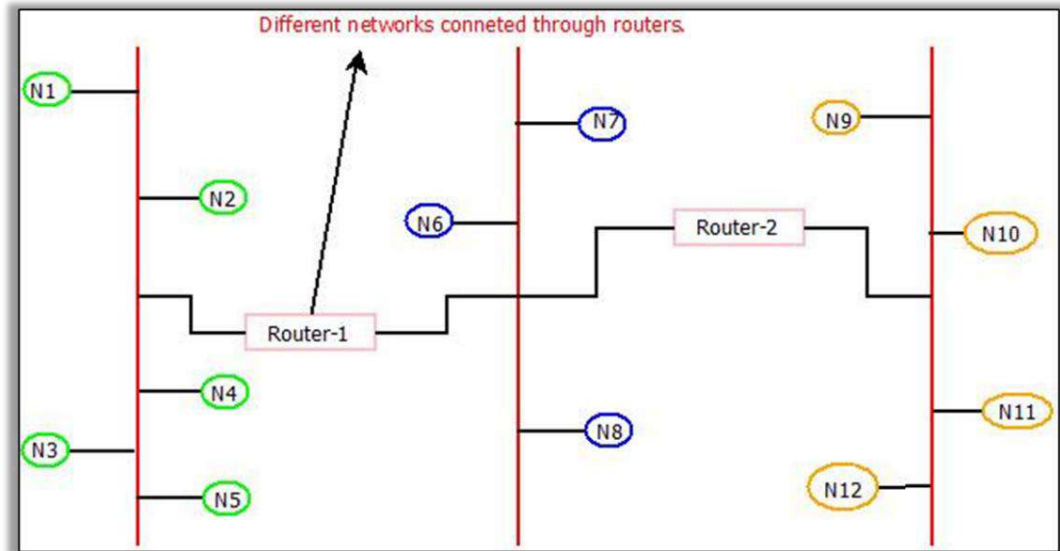 Different networks conneted through routers.
N1
N7
N9
N2
N6
Router-2
N10
Router-1
N4
N11
N3
N8
N5
N12